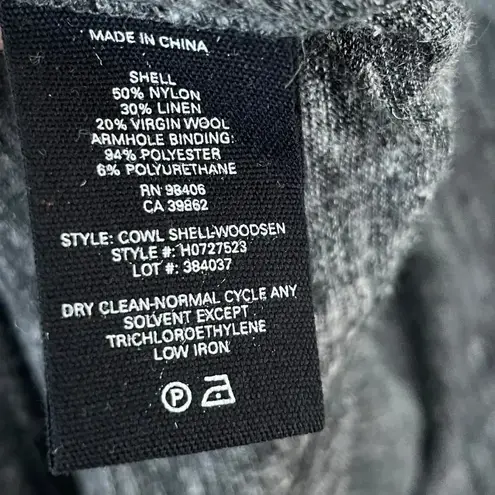 MADE IN CHINA
SHELL
50% NYLON
30% LINEN
20% VIRGIN WOOL
ARMHOLE BINDING:
94% POLYESTER
6% POLYURETHANE
RN 98406
CA 39862
STYLE: COWL SHELL-WOODSEN
STYLE #: H0727523
LOT #: 384037
DRY CLEAN-NORMAL CYCLE ANY
SOLVENT EXCEPT
TRICHLOROETHYLENE
LOW IRON
P